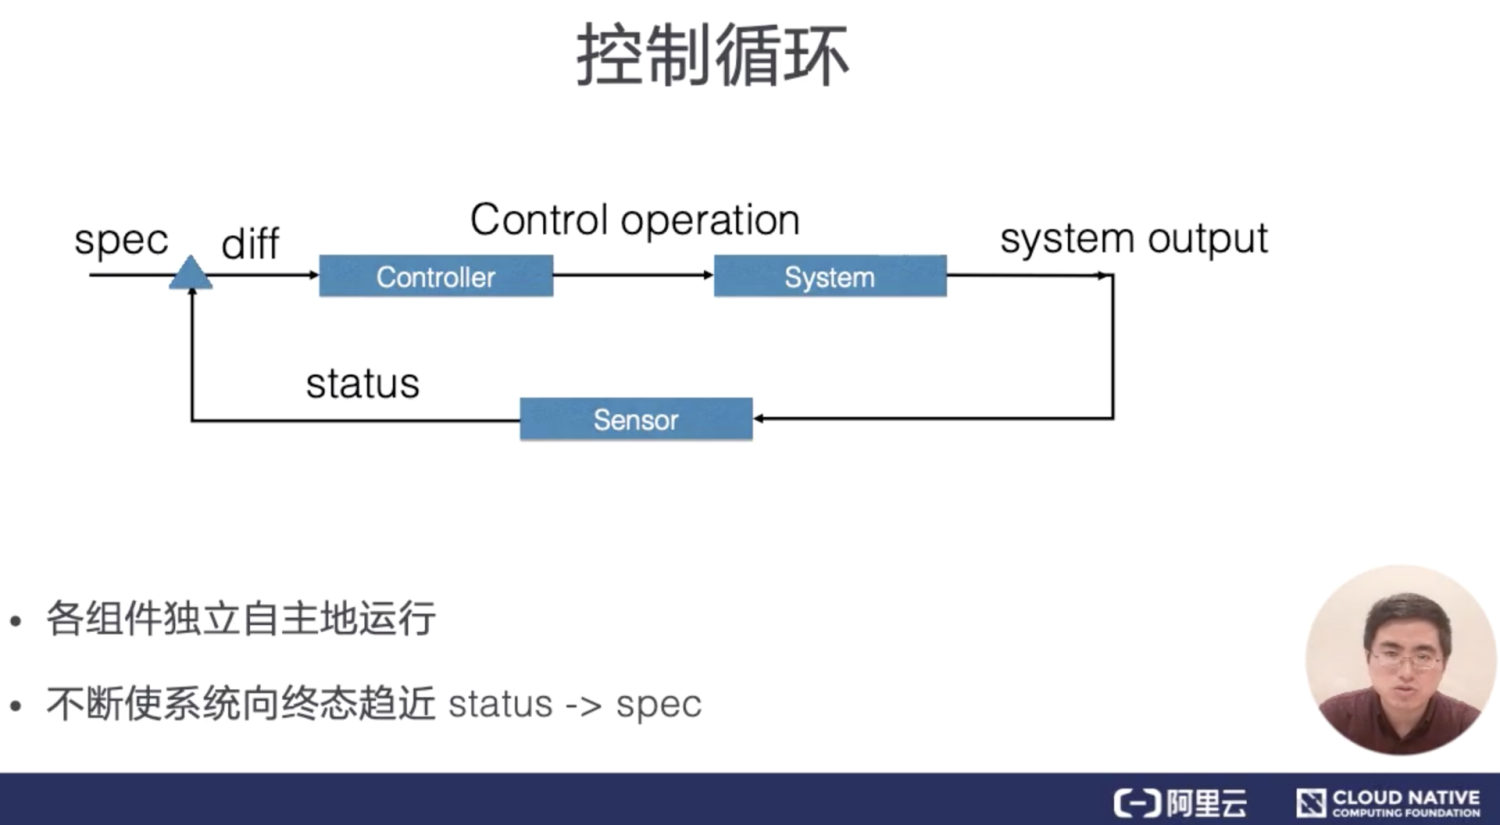 控制循环
spec
diff
Control operation
system output
Controller
System
status
Sensor
• 各组件独立自主地运行
• 不断使系统向终态趋近 status -> spec
阿里云
CLOUD NATIVE
COMPUTING FOUNDATION